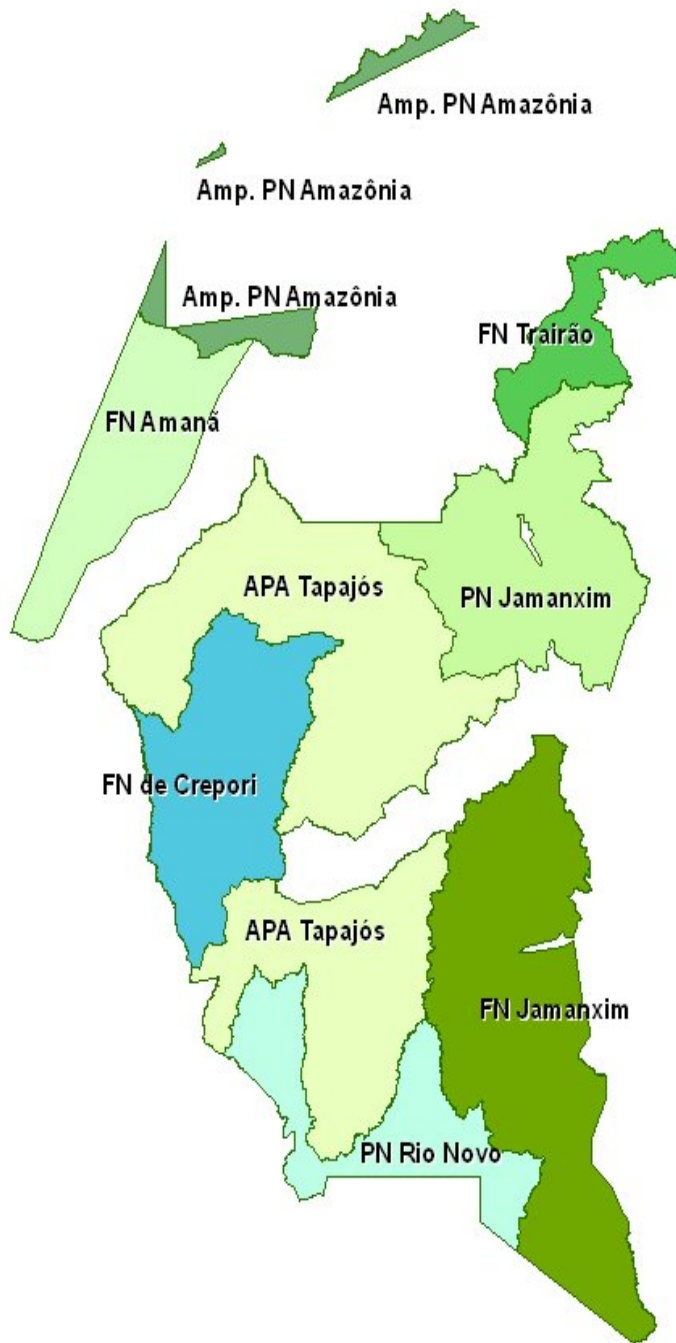 Amp. PN Amazônia
Amp. PN Amazônia
Amp. PN Amazônia
FN Trairão
FN Amanã
APA Tapajós
PN Jamanxim
FN de Crepori
APA Tapajós
FN Jamanxim
PN Rio Novo